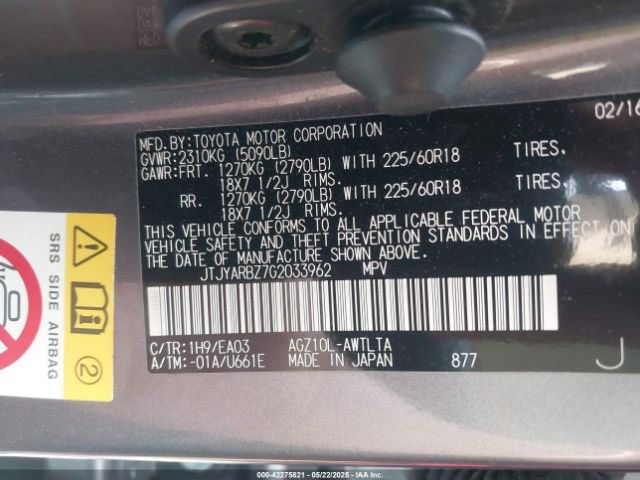 02/16
MFD.BY:TOYOTA MOTOR CORPORATION
GVWR:2310KG (5090LB)
GAWR:FRT. 1270KG (2790LB) WITH 225/60R18 TIRES,
18X7 1/2J RIMS.
RR. 1270KG (2790LB) WITH 225/60R18 TIRES,
18X7 1/2J RIMS.
THIS VEHICLE CONFORMS TO ALL APPLICABLE FEDERAL MOTOR
VEHICLE SAFETY AND THEFT PREVENTION STANDARDS IN EFFECT ON
THE DATE OF MANUFACTURE SHOWN ABOVE.
JTJYARBZ7G2033962 MPV
C/TR:1H9/EA03 AGZ10L-AWTLTA
A/TM:-01A/U661E MADE IN JAPAN 877 J
SRS SIDE AIRBAG
2
000-42275821 - 05/22/2025 - IAA Inc.